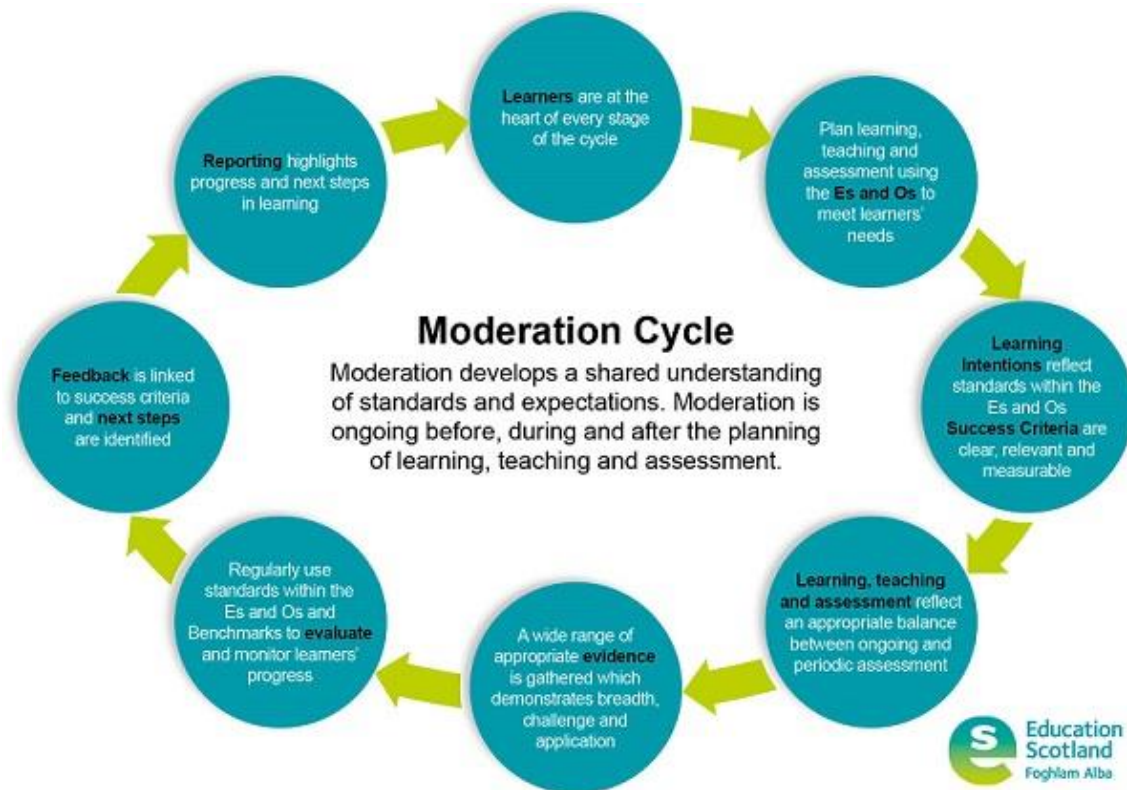 Learners are at the
heart of every stage
of the cycle
Plan learning,
teaching and
assessment using
the Es and Os to
meet learners'
needs
Learning
Intentions reflect
standards within the
Es and Os
Success Criteria are
clear, relevant and
measurable
Learning, teaching
and assessment reflect
an appropriate balance
between ongoing and
periodic assessment
A wide range of
appropriate evidence
is gathered which
demonstrates breadth,
challenge and
application
Regularly use
standards within the
Es and Os and
Benchmarks to evaluate
and monitor learners'
progress
Feedback is linked
to success criteria
and next steps
are identified
Reporting highlights
progress and next steps
in learning
Moderation Cycle
Moderation develops a shared understanding
of standards and expectations. Moderation is
ongoing before, during and after the planning
of learning, teaching and assessment.
Education
Scotland
Foghlam Alba